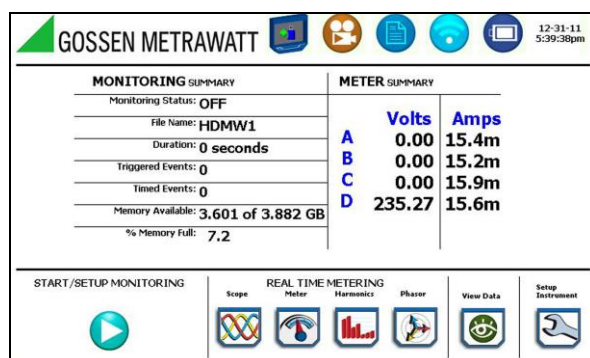 GOSSEN METRAWATT
12-31-11
5:39:38pm
MONITORING SUMMARY
Monitoring Status: OFF
File Name: HDMW1
Duration: 0 seconds
Triggered Events: 0
Timed Events: 0
Memory Available: 3.601 of 3.882 GB
% Memory Full: 7.2
METER SUMMARY
Volts Amps
A 0.00 15.4m
B 0.00 15.2m
C 0.00 15.9m
D 235.27 15.6m
START/SETUP MONITORING
REAL TIME METERING
Scope Meter Harmonics Phasor
View Data
Setup
Instrument